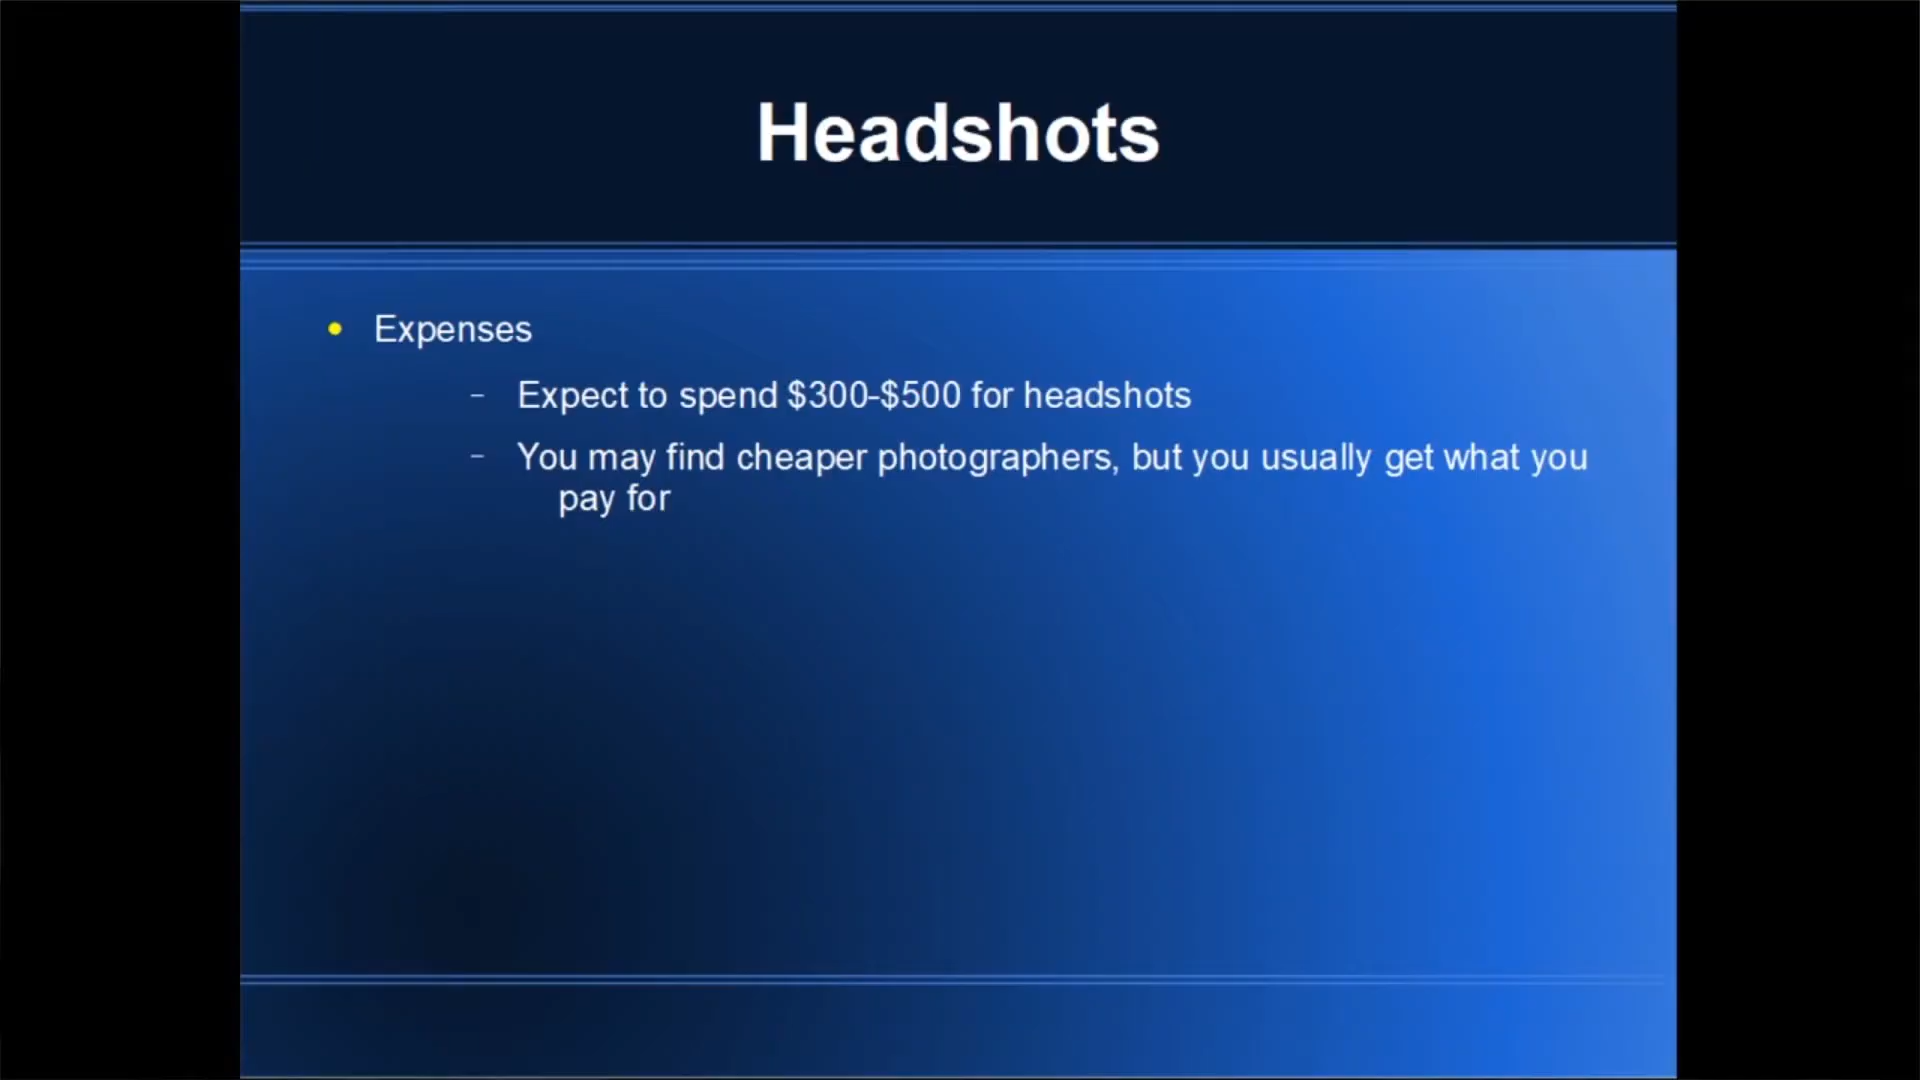 Headshots
• Expenses
– Expect to spend $300-$500 for headshots
– You may find cheaper photographers, but you usually get what you
pay for